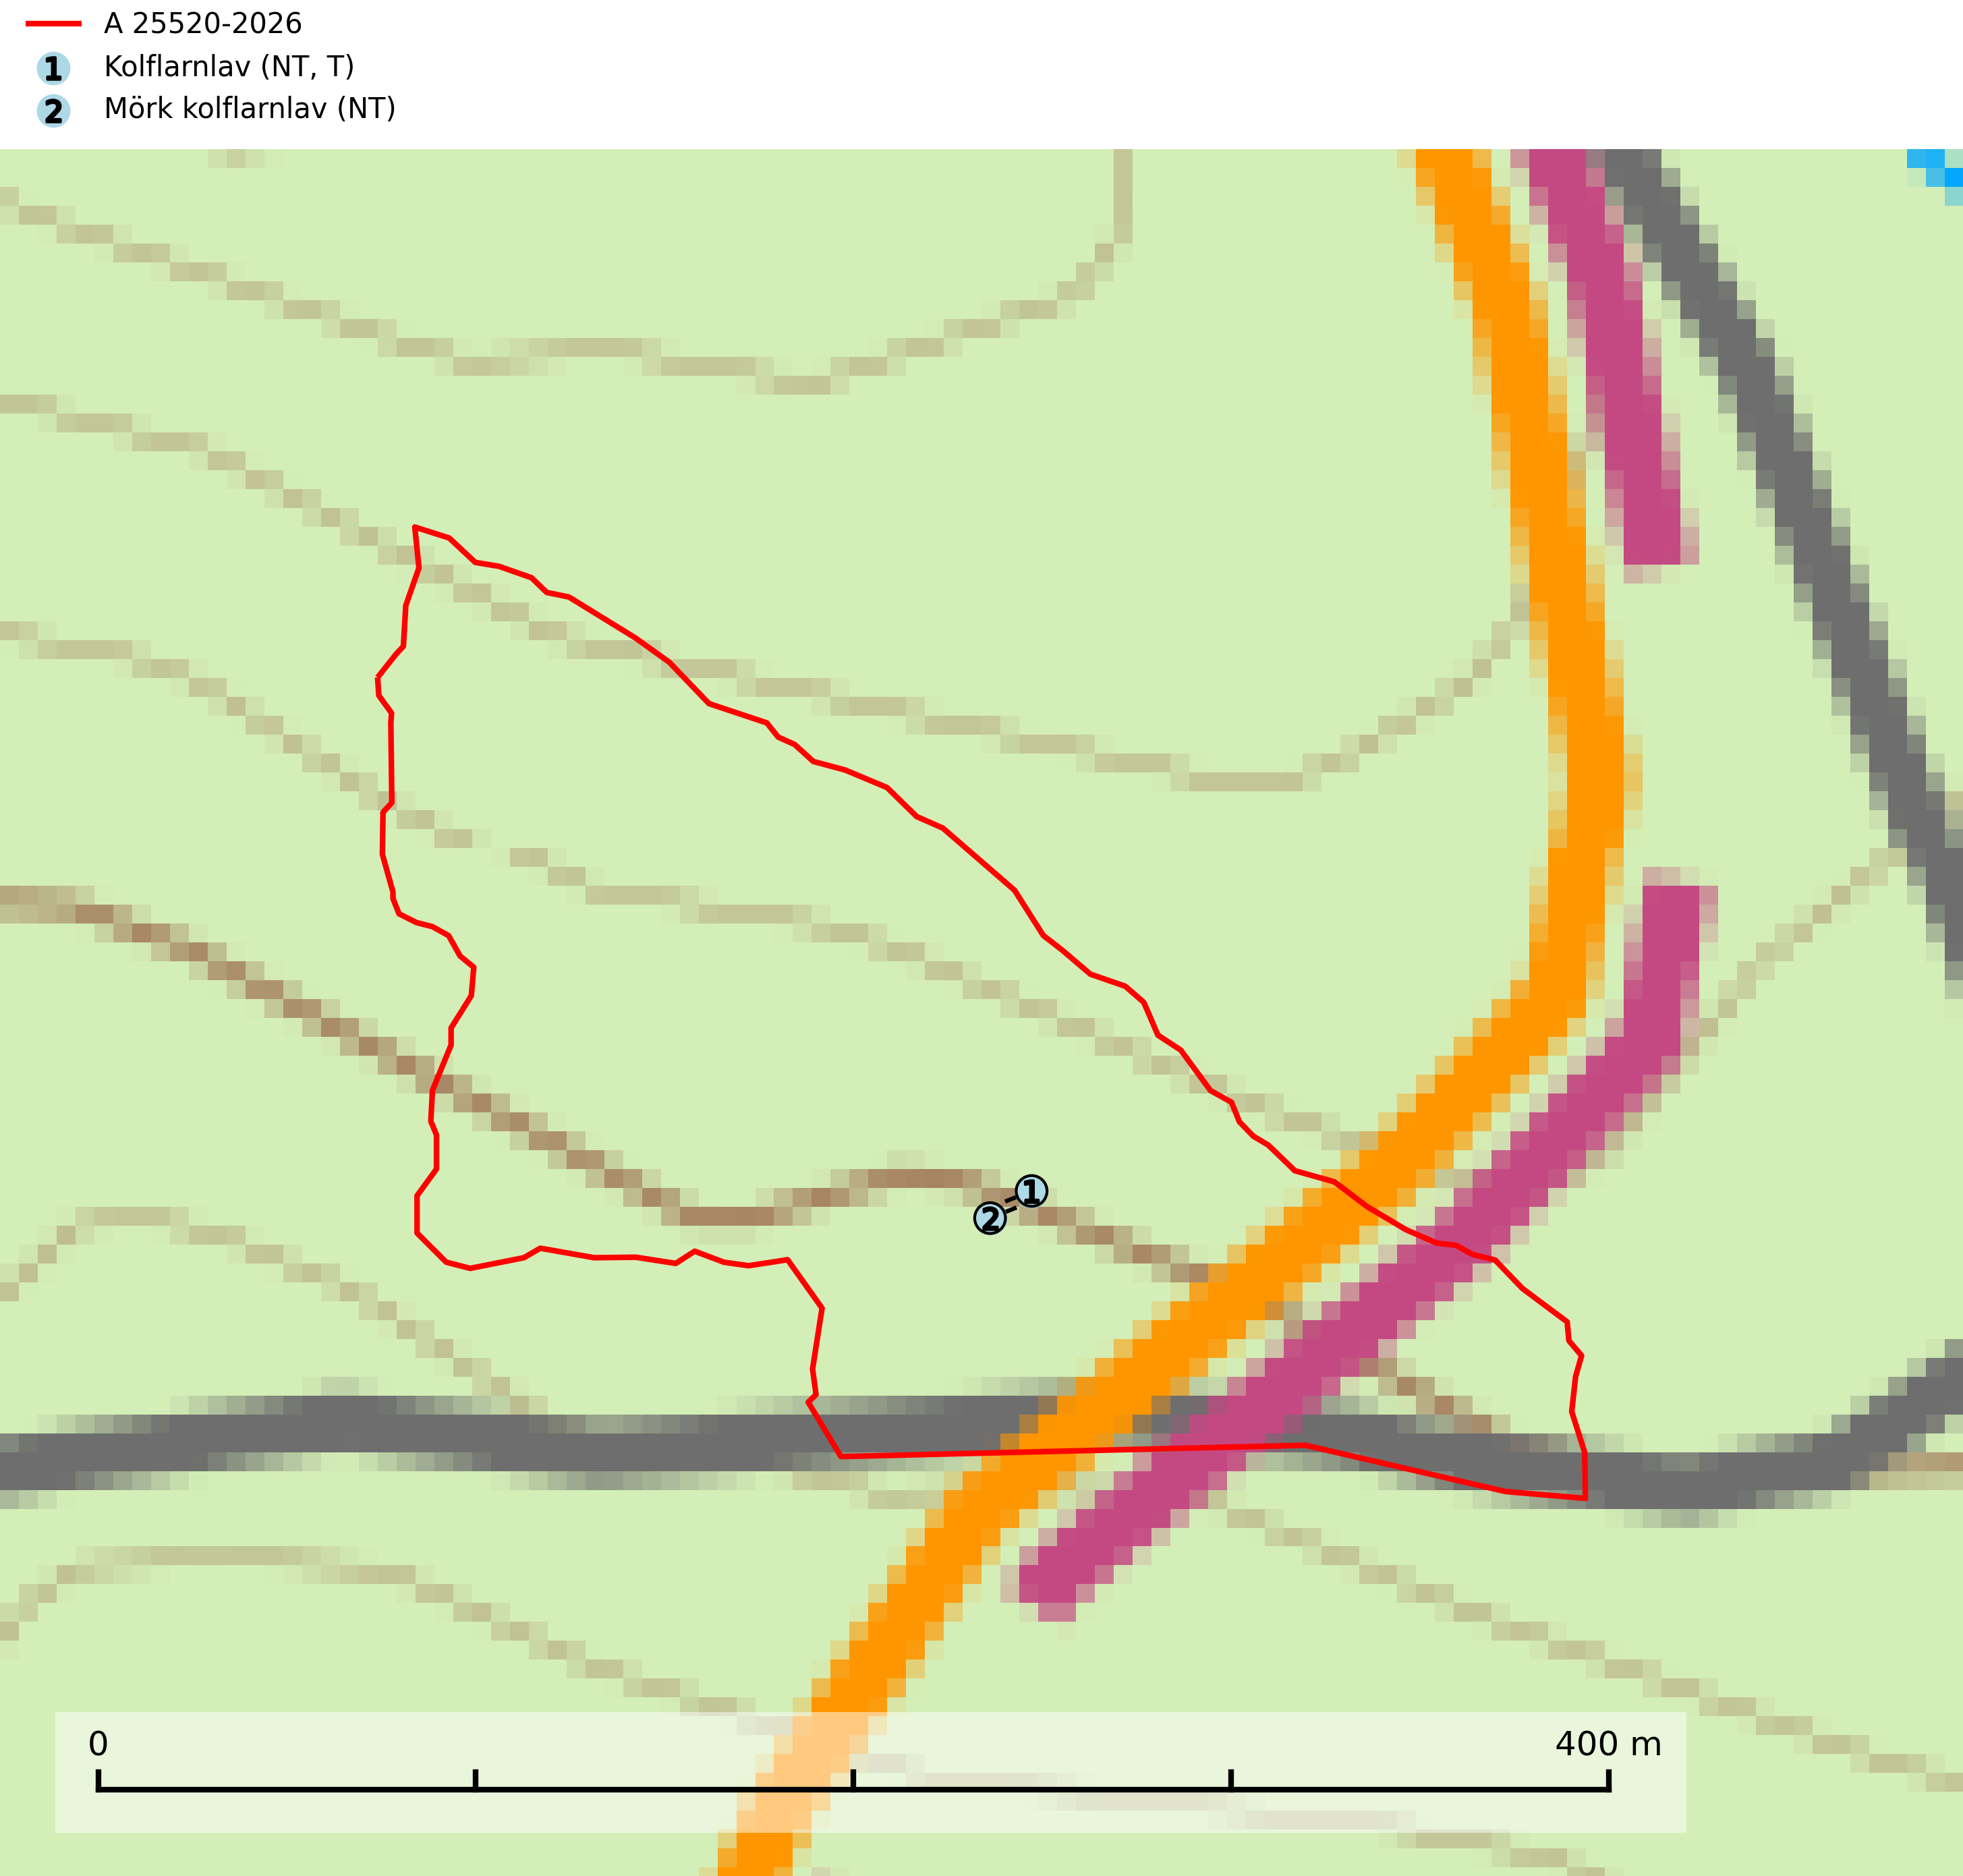 A 25520-2026
1 Kolflarnlav (NT, T)
2 Mörk kolflarnlav (NT)
1
2
0 400 m